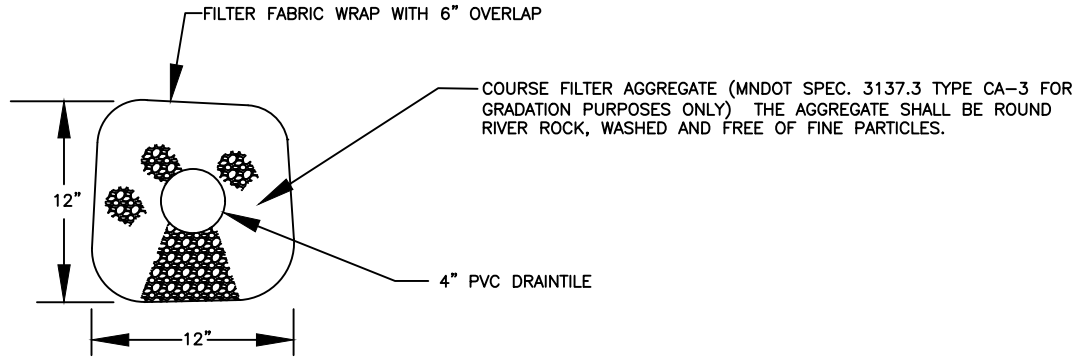 FILTER FABRIC WRAP WITH 6” OVERLAP
COURSE FILTER AGGREGATE (MNDOT SPEC. 3137.3 TYPE CA–3 FOR
GRADATION PURPOSES ONLY) THE AGGREGATE SHALL BE ROUND
RIVER ROCK, WASHED AND FREE OF FINE PARTICLES.
12”
4” PVC DRAINTILE
12”